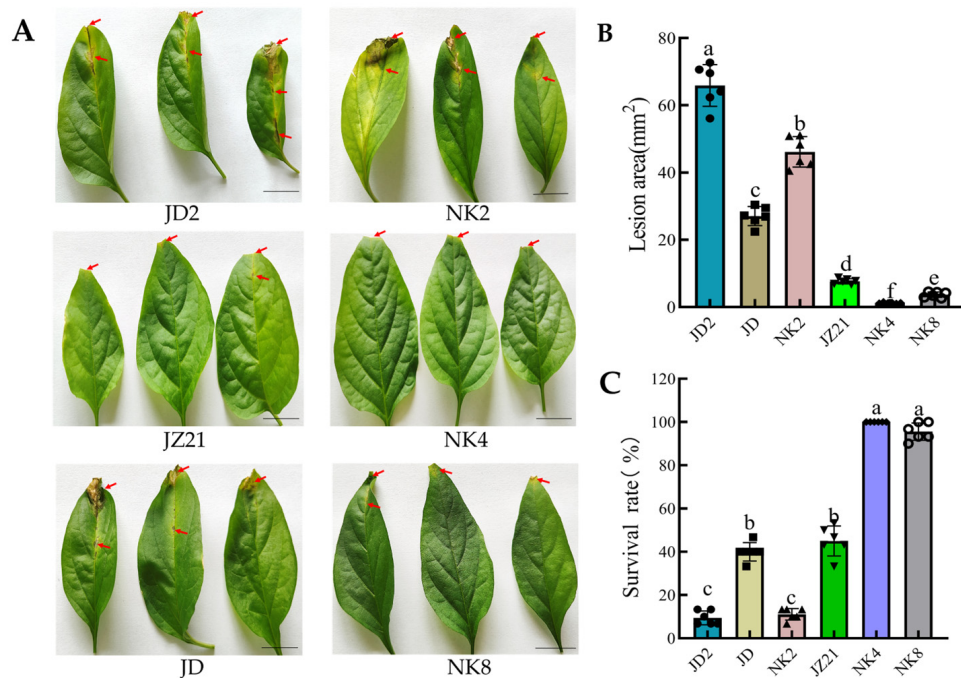 A
JD2
NK2
JZ21
NK4
JD
NK8
B
Lesion area(mm²)
80
60
40
20
0
a
c
b
d
f
e
JD2
JD
NK2
JZ21
NK4
NK8
C
Survival rate( %)
120
100
80
60
40
20
0
c
b
c
b
a
a
JD2
JD
NK2
JZ21
NK4
NK8